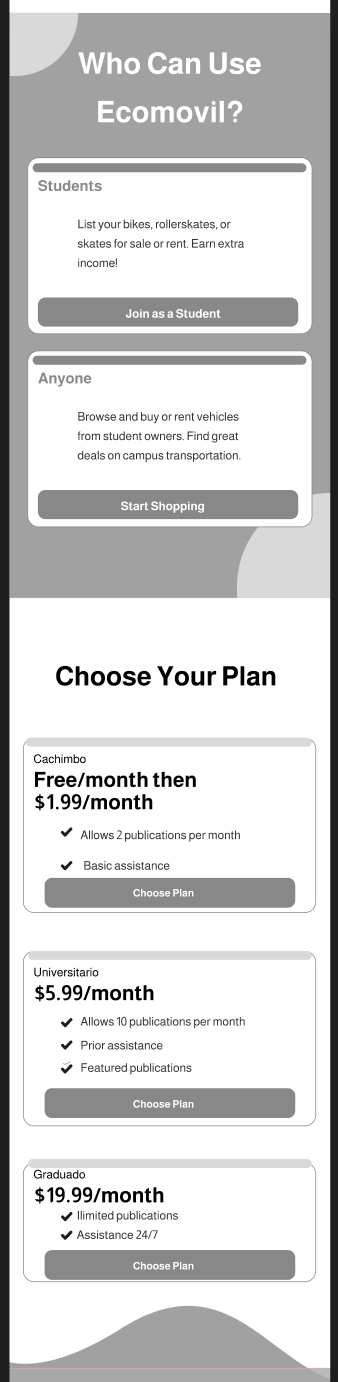 Who Can Use
Ecomovil?
Students
List your bikes, rollerskates, or
skates for sale or rent. Earn extra
income!
Join as a Student
Anyone
Browse and buy or rent vehicles
from student owners. Find great
deals on campus transportation.
Start Shopping
Choose Your Plan
Cachimbo
Free/month then
$1.99/month
Allows 2 publications per month
Basic assistance
Choose Plan
Universitario
$5.99/month
Allows 10 publications per month
Prior assistance
Featured publications
Choose Plan
Graduado
$19.99/month
Ilimited publications
Assistance 24/7
Choose Plan